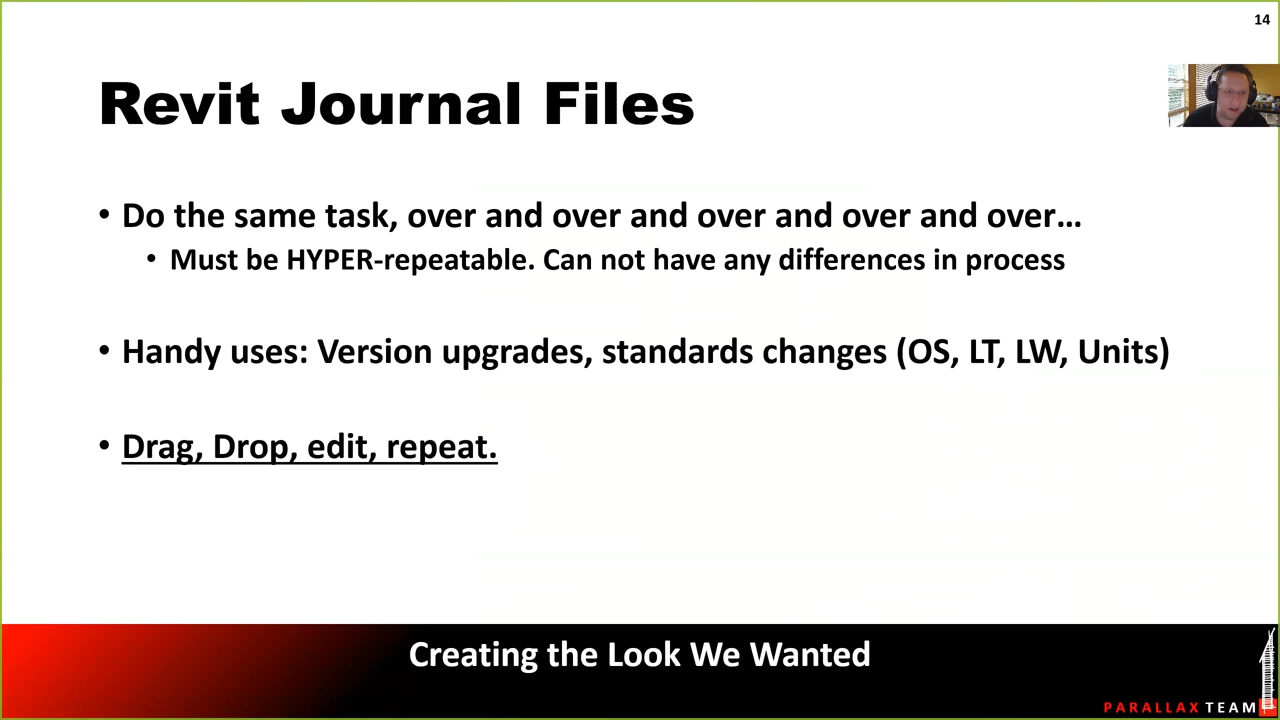 14
Revit Journal Files
• Do the same task, over and over and over and over and over…
• Must be HYPER-repeatable. Can not have any differences in process
• Handy uses: Version upgrades, standards changes (OS, LT, LW, Units)
• Drag, Drop, edit, repeat.
Creating the Look We Wanted
PARALLAX TEAM